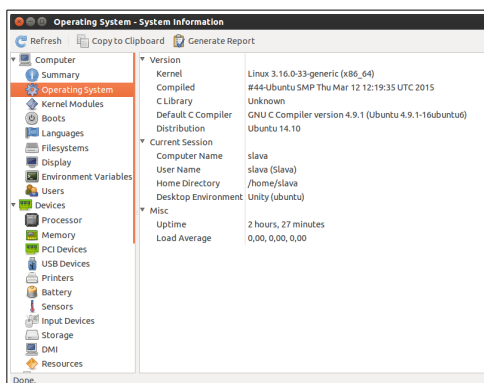 Operating System - System Information
Refresh Copy to Clipboard Generate Report
Computer
Summary
Operating System
Kernel Modules
Boots
Languages
Filesystems
Display
Environment Variables
Users
Devices
Processor
Memory
PCI Devices
USB Devices
Printers
Battery
Sensors
Input Devices
Storage
DMI
Resources
Version
Kernel Linux 3.16.0-33-generic (x86_64)
Compiled #44-Ubuntu SMP Thu Mar 12 12:19:35 UTC 2015
C Library Unknown
Default C Compiler GNU C Compiler version 4.9.1 (Ubuntu 4.9.1-16ubuntu6)
Distribution Ubuntu 14.10
Current Session
Computer Name slava
User Name slava (Slava)
Home Directory /home/slava
Desktop Environment Unity (ubuntu)
Misc
Uptime 2 hours, 27 minutes
Load Average 0,00, 0,00, 0,00
Done.